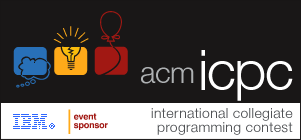 acm icpc
IBM® event sponsor
international collegiate
programming contest